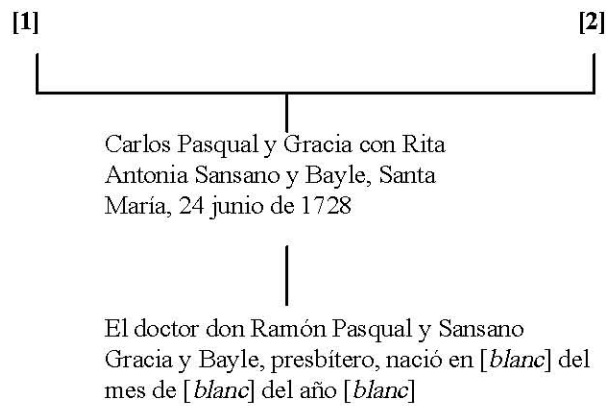 [1] [2]
Carlos Pasqual y Gracia con Rita
Antonia Sansano y Bayle, Santa
María, 24 junio de 1728
El doctor don Ramón Pasqual y Sansano
Gracia y Bayle, presbítero, nació en [blanc] del
mes de [blanc] del año [blanc]